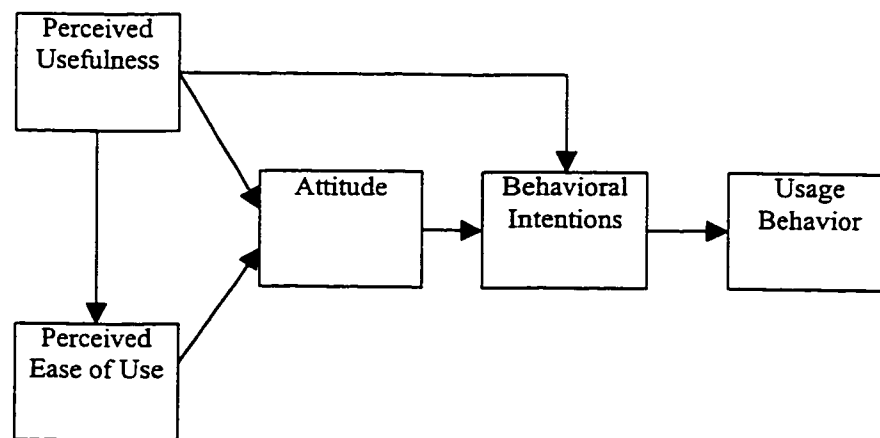 Perceived
Usefulness
Attitude
Behavioral
Intentions
Usage
Behavior
Perceived
Ease of Use